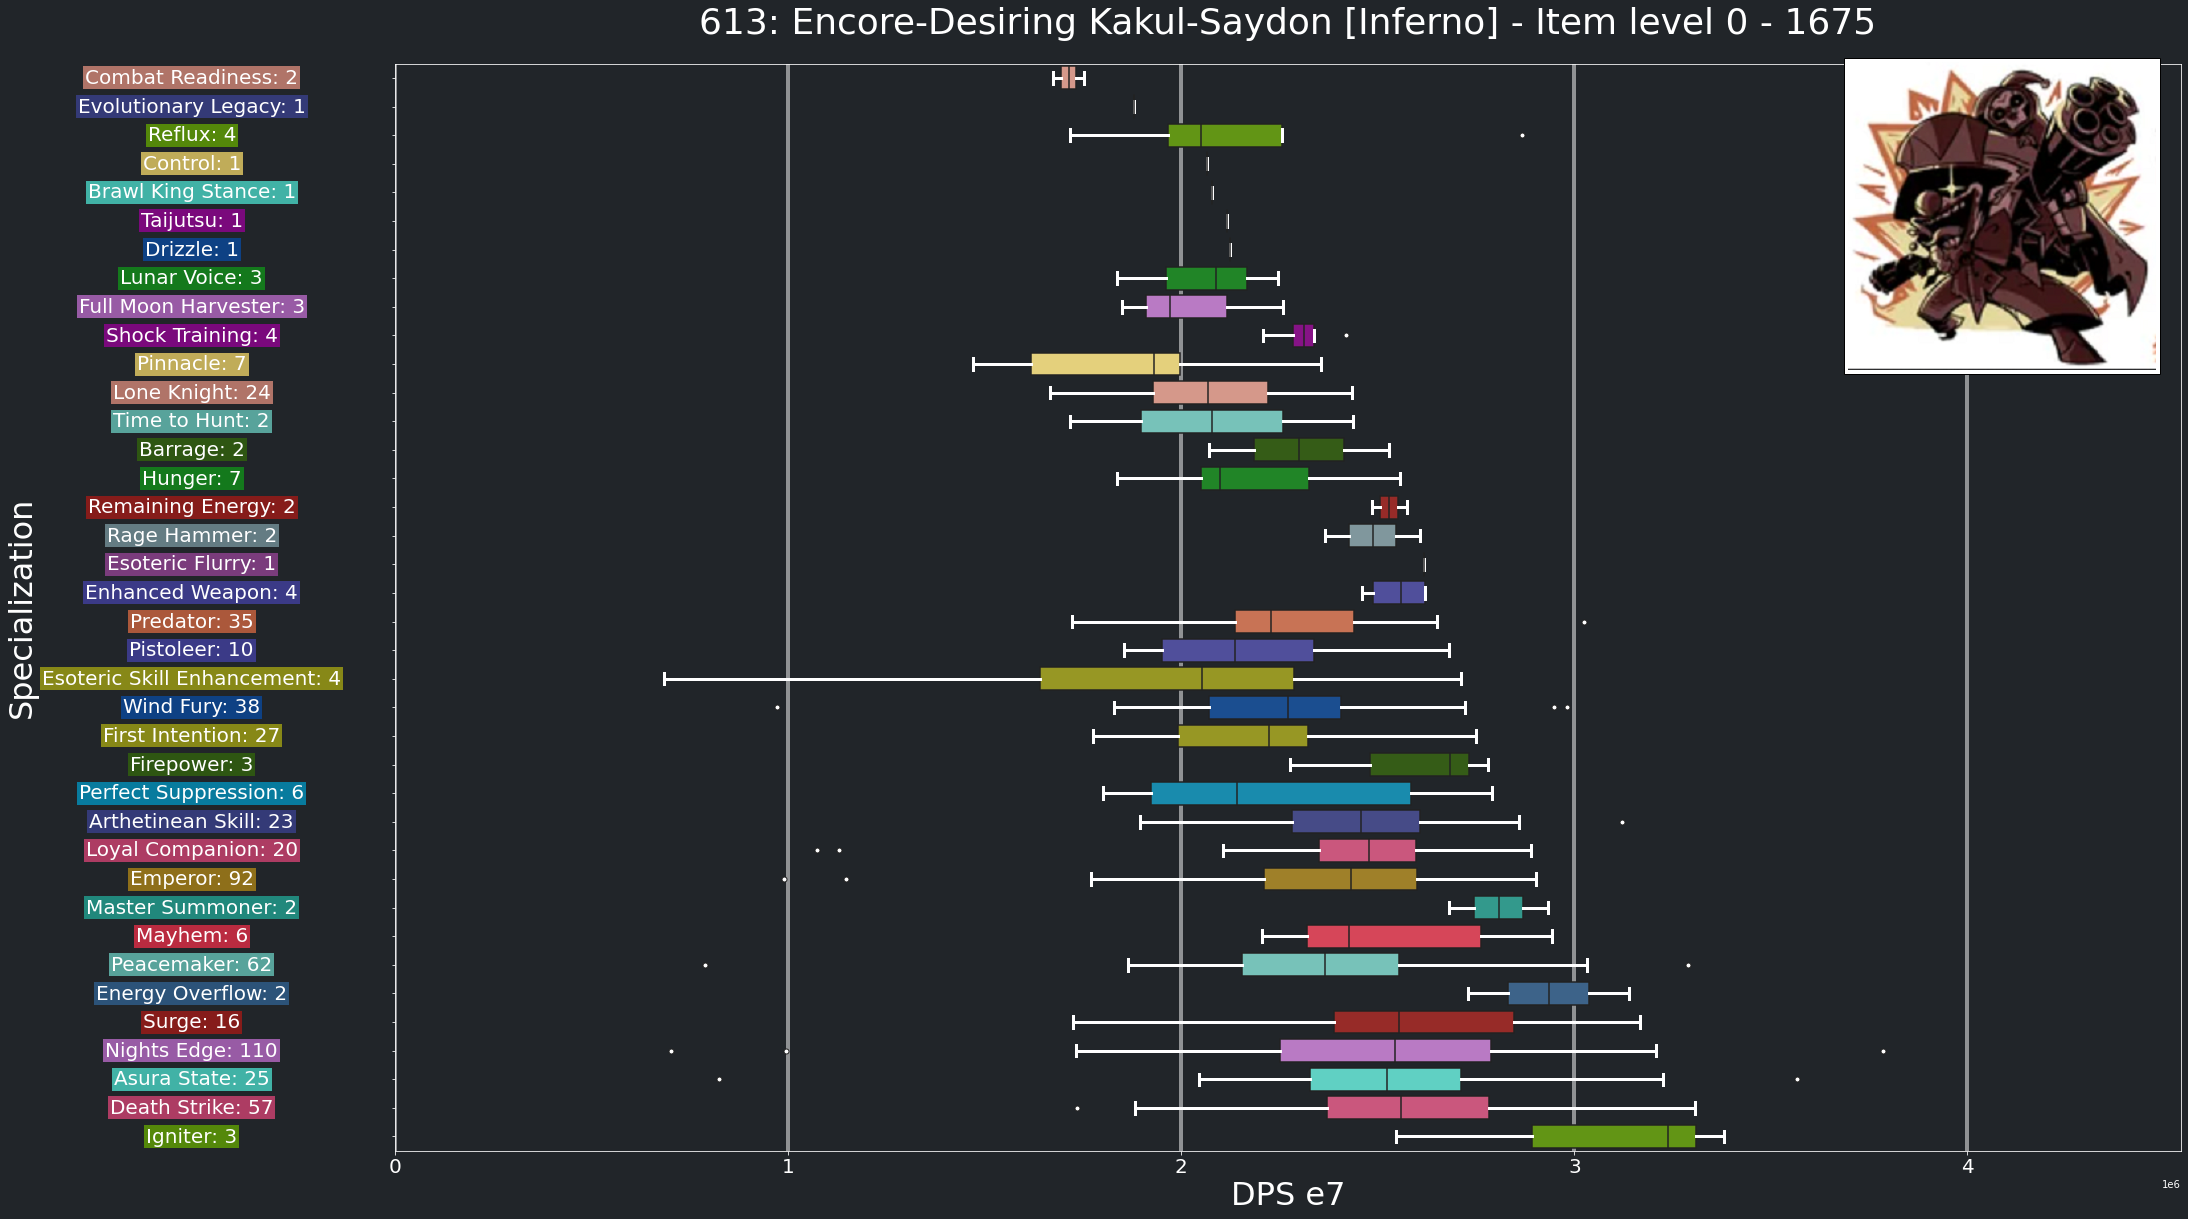 613: Encore-Desiring Kakul-Saydon [Inferno] - Item level 0 - 1675
Combat Readiness: 2
Evolutionary Legacy: 1
Reflux: 4
Control: 1
Brawl King Stance: 1
Taijutsu: 1
Drizzle: 1
Lunar Voice: 3
Full Moon Harvester: 3
Shock Training: 4
Pinnacle: 7
Lone Knight: 24
Time to Hunt: 2
Barrage: 2
Hunger: 7
Remaining Energy: 2
Rage Hammer: 2
Esoteric Flurry: 1
Enhanced Weapon: 4
Predator: 35
Pistoleer: 10
Esoteric Skill Enhancement: 4
Wind Fury: 38
First Intention: 27
Firepower: 3
Perfect Suppression: 6
Arthetinean Skill: 23
Loyal Companion: 20
Emperor: 92
Master Summoner: 2
Mayhem: 6
Peacemaker: 62
Energy Overflow: 2
Surge: 16
Nights Edge: 110
Asura State: 25
Death Strike: 57
Igniter: 3
Specialization
0 1 2 3 4
DPS e7
1e6